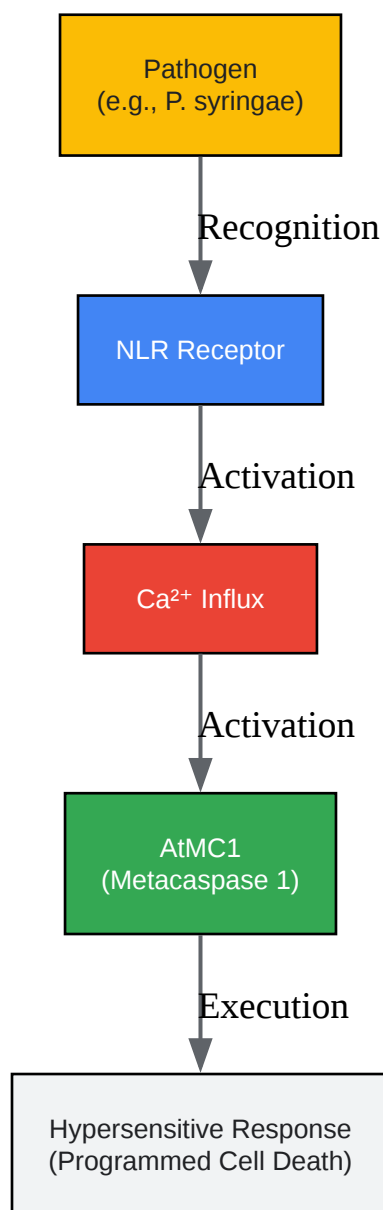 Pathogen
(e.g., P. syringae)
Recognition
NLR Receptor
Activation
Ca²⁺ Influx
Activation
AtMC1
(Metacaspase 1)
Execution
Hypersensitive Response
(Programmed Cell Death)